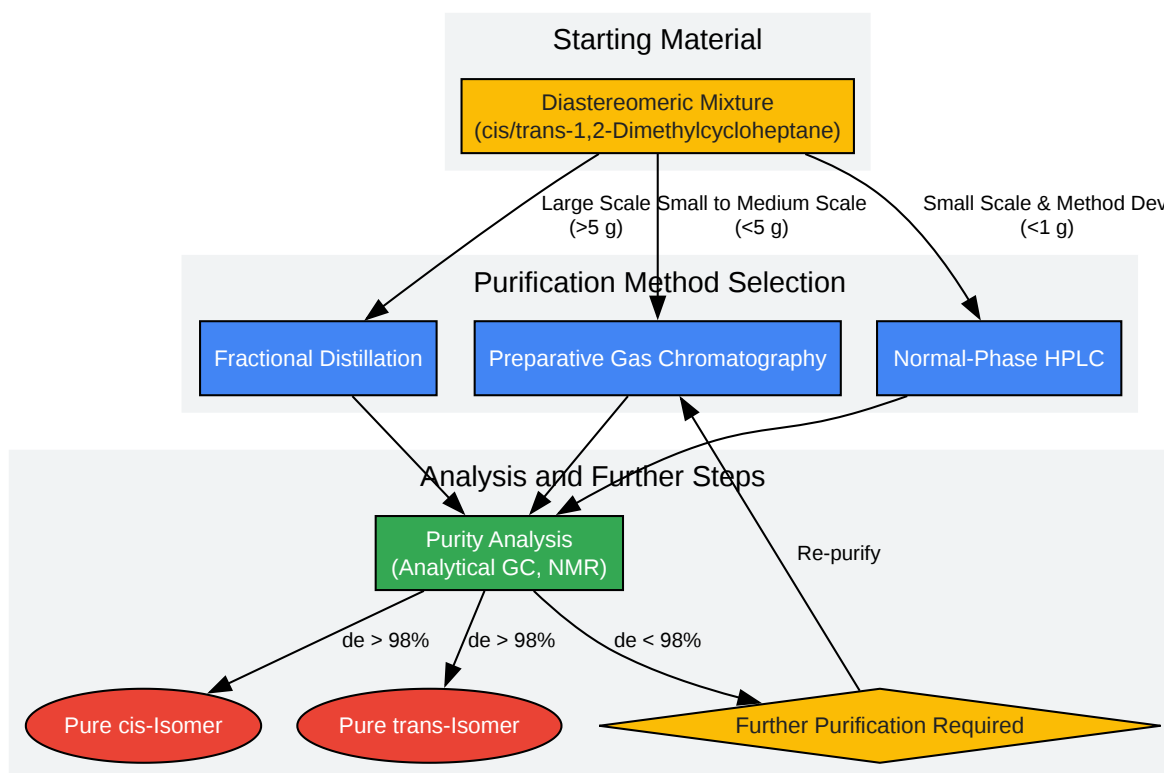 Starting Material
Diastereomeric Mixture
(cis/trans-1,2-Dimethylcycloheptane)
Large Scale
(>5 g)
Small to Medium Scale
(<5 g)
Small Scale & Method Dev
(<1 g)
Purification Method Selection
Fractional Distillation
Preparative Gas Chromatography
Normal-Phase HPLC
Analysis and Further Steps
Purity Analysis
(Analytical GC, NMR)
Re-purify
de > 98%
de > 98%
de < 98%
Pure cis-Isomer
Pure trans-Isomer
Further Purification Required